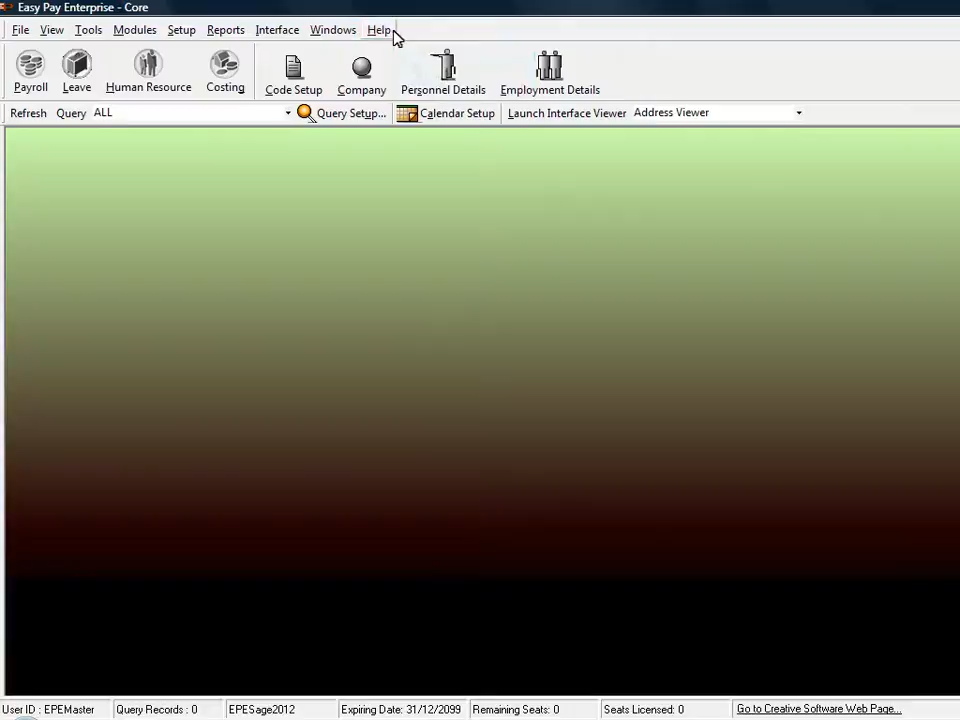 Easy Pay Enterprise - Core
File View Tools Modules Setup Reports Interface Windows Help
Payroll Leave Human Resource Costing Code Setup Company Personnel Details Employment Details
Refresh Query ALL Query Setup... Calendar Setup Launch Interface Viewer Address Viewer
User ID : EPEMaster Query Records : 0 EPESage2012 Expiring Date: 31/12/2099 Remaining Seats: 0 Seats Licensed: 0 Go to Creative Software Web Page...